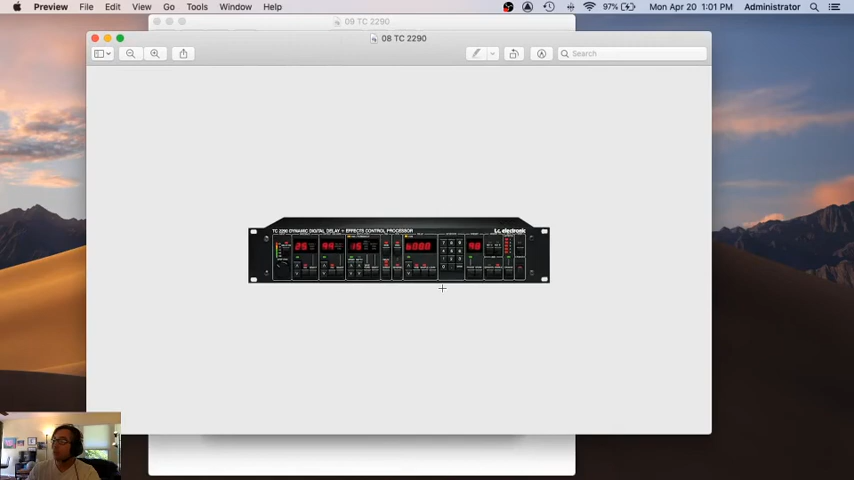 Preview File Edit View Go Tools Window Help 97% Mon Apr 20 1:01 PM Administrator
09 TC 2290
08 TC 2290
Search
TC 2290 DYNAMIC DIGITAL DELAY + EFFECTS CONTROL PROCESSOR
t.c. electronic